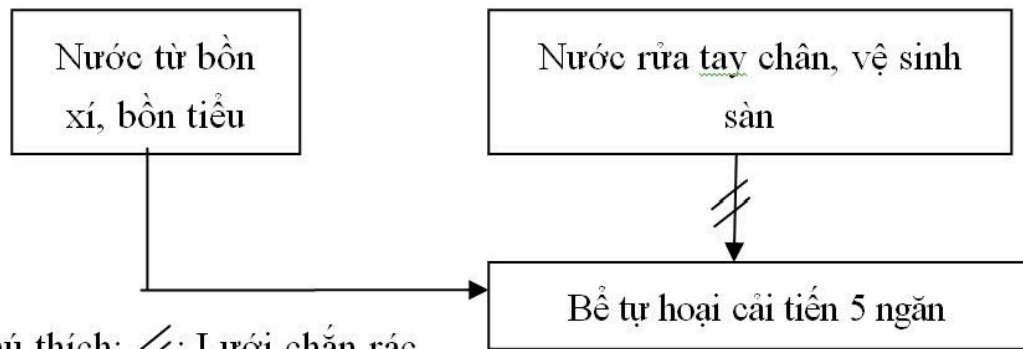 Nước từ bồn
xí, bồn tiểu
Nước rửa tay chân, vệ sinh
sàn
Bể tự hoại cải tiến 5 ngăn
thích: //: Lưới chắn rác